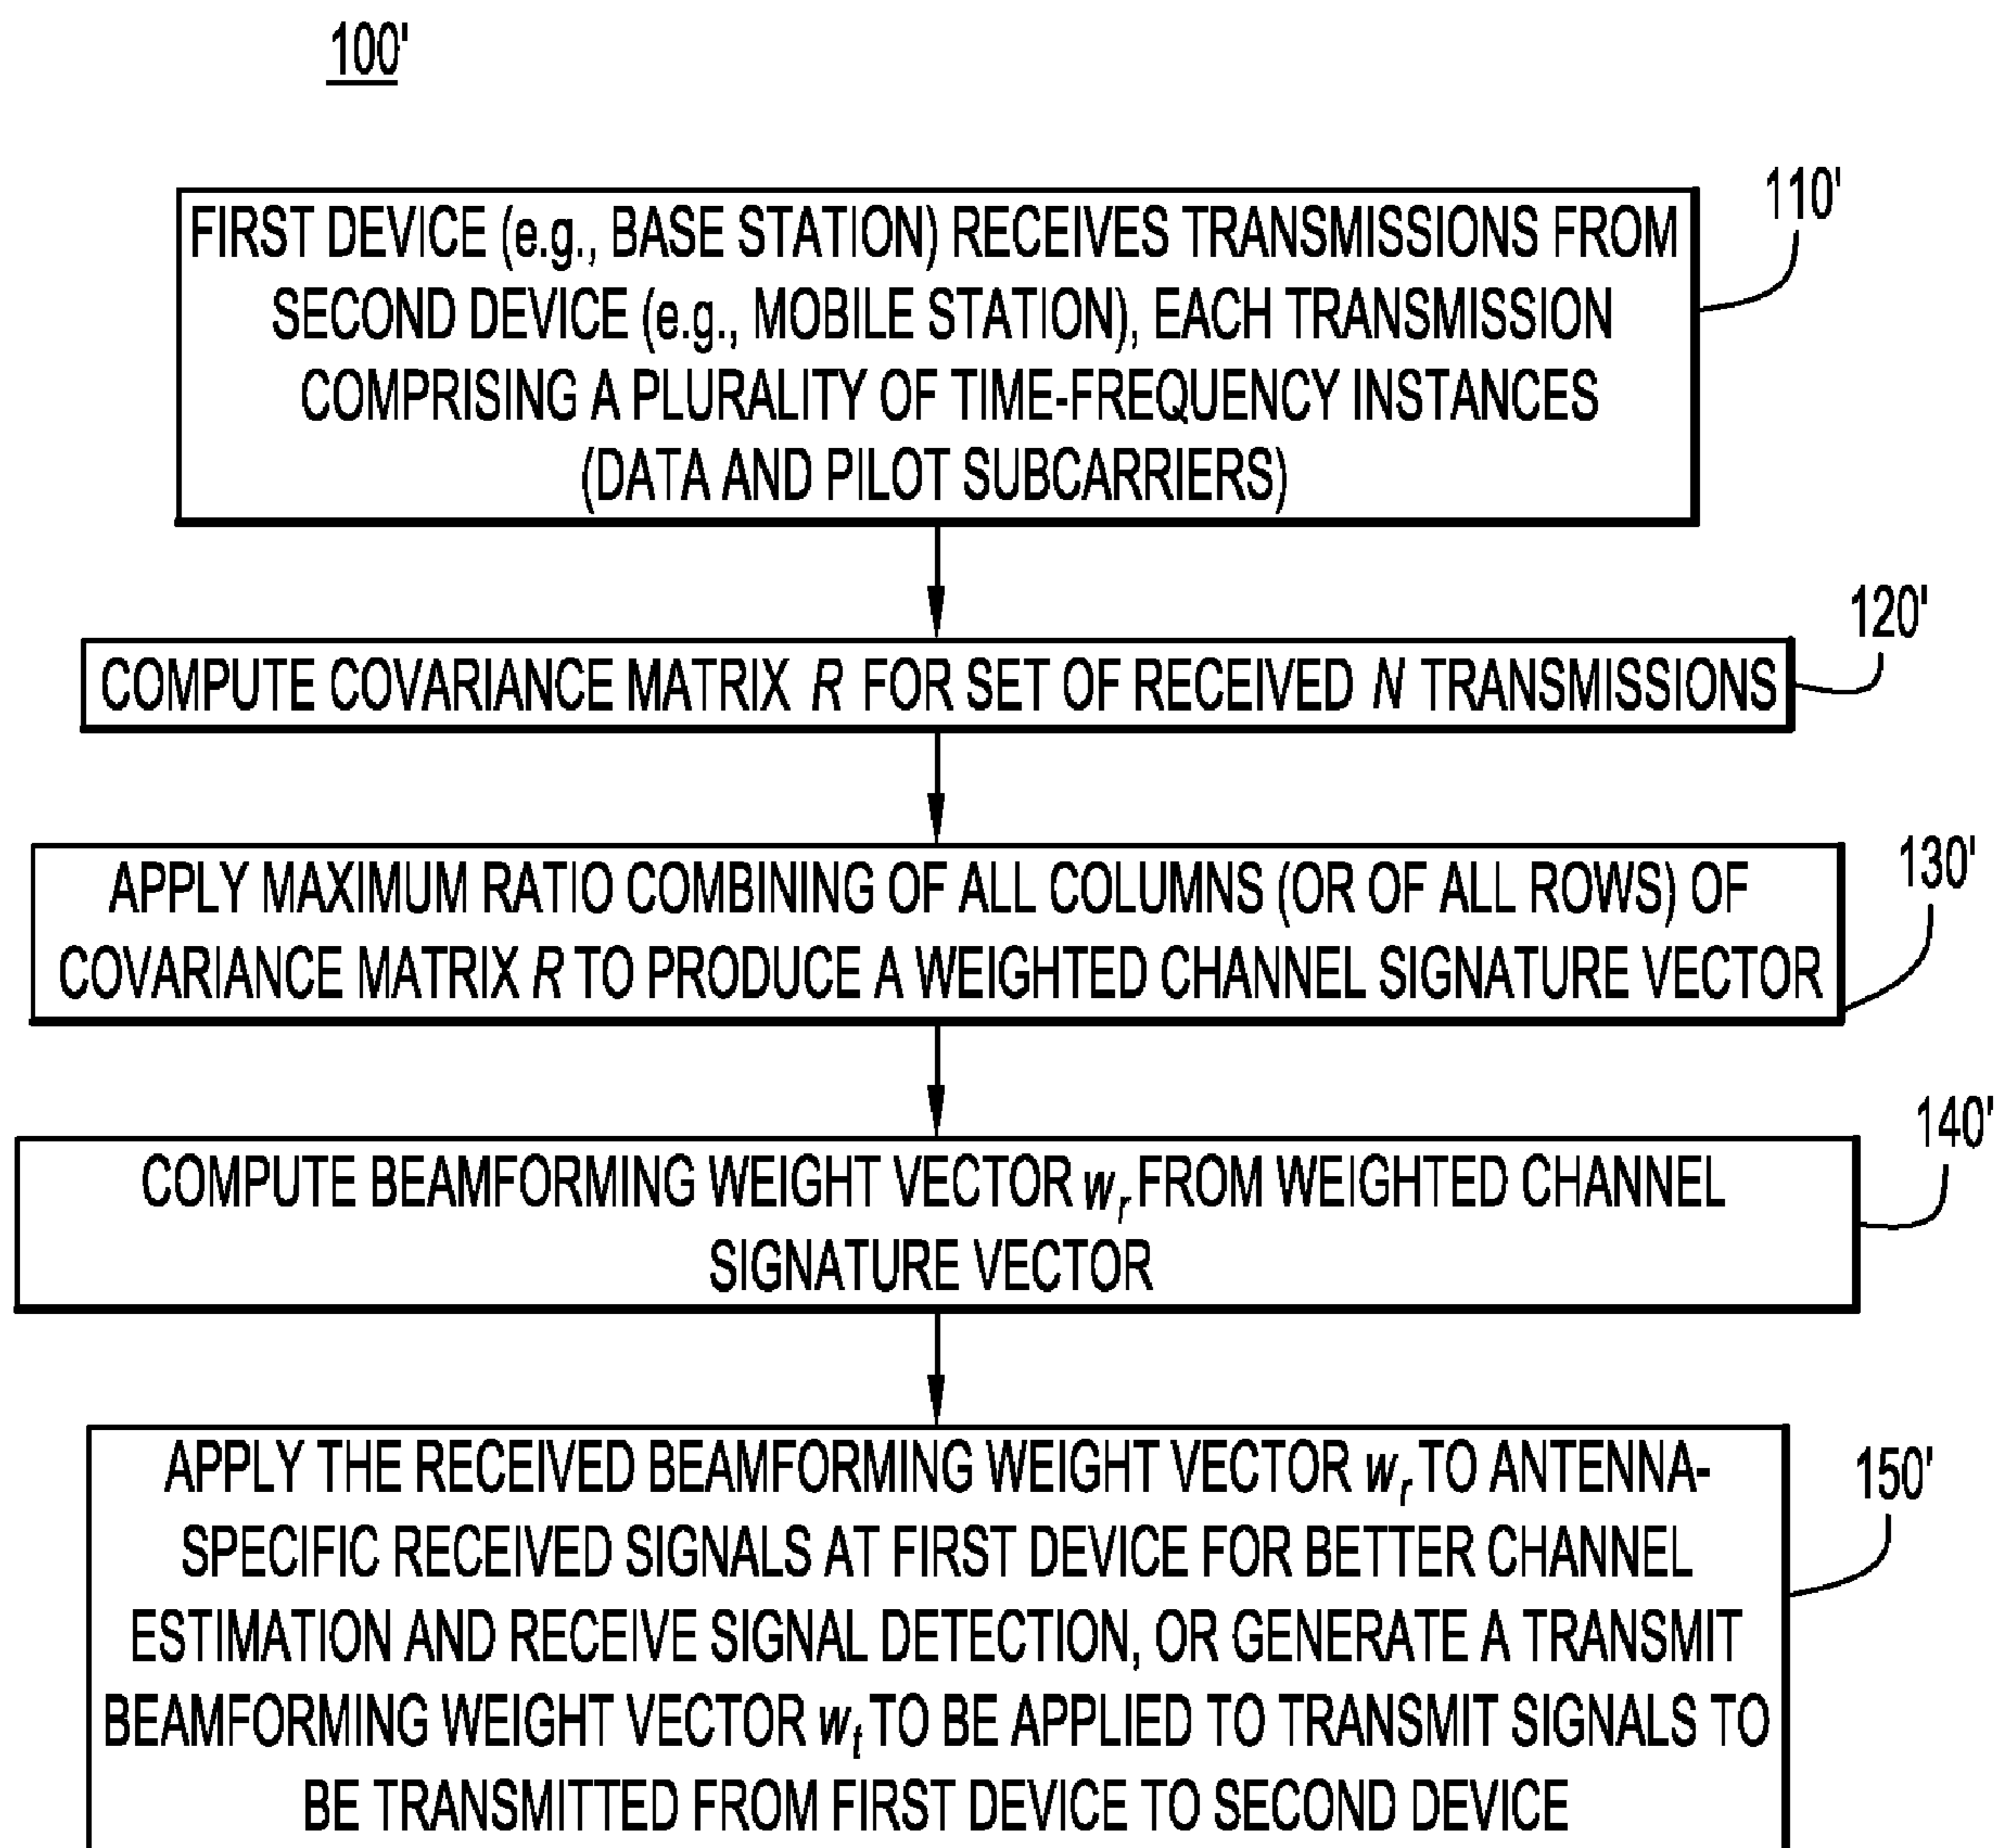 100'
110'
FIRST DEVICE (e.g., BASE STATION) RECEIVES TRANSMISSIONS FROM
SECOND DEVICE (e.g., MOBILE STATION), EACH TRANSMISSION
COMPRISING A PLURALITY OF TIME-FREQUENCY INSTANCES
(DATA AND PILOT SUBCARRIERS)
120'
COMPUTE COVARIANCE MATRIX R FOR SET OF RECEIVED N TRANSMISSIONS
130'
APPLY MAXIMUM RATIO COMBINING OF ALL COLUMNS (OR OF ALL ROWS) OF
COVARIANCE MATRIX R TO PRODUCE A WEIGHTED CHANNEL SIGNATURE VECTOR
140'
COMPUTE BEAMFORMING WEIGHT VECTOR wr FROM WEIGHTED CHANNEL
SIGNATURE VECTOR
150'
APPLY THE RECEIVED BEAMFORMING WEIGHT VECTOR wr TO ANTENNA-
SPECIFIC RECEIVED SIGNALS AT FIRST DEVICE FOR BETTER CHANNEL
ESTIMATION AND RECEIVE SIGNAL DETECTION, OR GENERATE A TRANSMIT
BEAMFORMING WEIGHT VECTOR wt TO BE APPLIED TO TRANSMIT SIGNALS TO
BE TRANSMITTED FROM FIRST DEVICE TO SECOND DEVICE